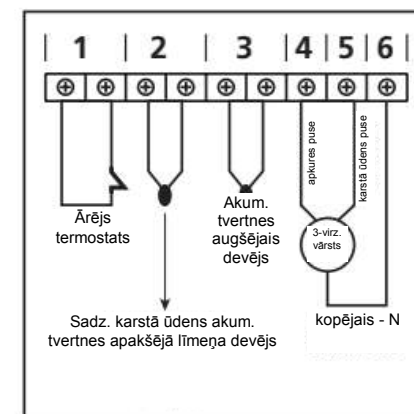 1 2 3 4 5 6
apkures puse
karstā ūdens puse
Ārējs
termostats
Akum.
tvertnes
augšējais
devējs
3-virz.
vārsts
Sadz. karstā ūdens akum.
tvertnes apakšējā līmeņa devējs
kopējais - N